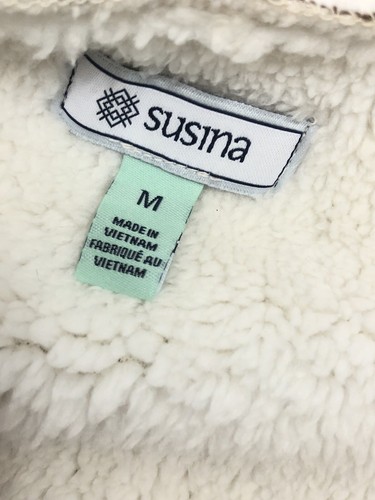 susina
M
MADE IN
VIETNAM
FABRIQUÉ AU
VIETNAM